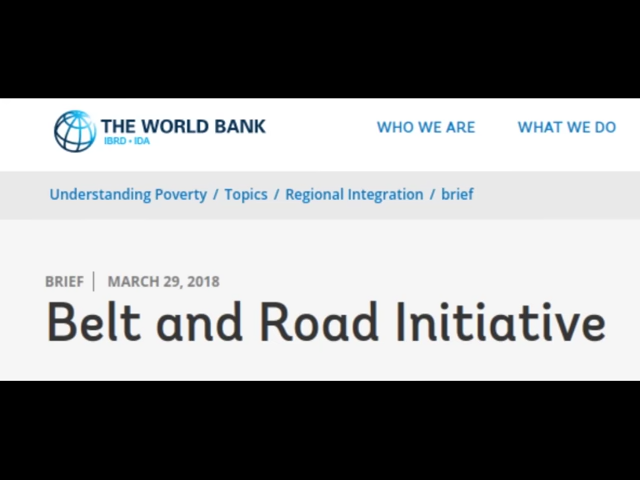 THE WORLD BANK
IBRD • IDA
WHO WE ARE WHAT WE DO
Understanding Poverty / Topics / Regional Integration / brief
BRIEF | MARCH 29, 2018
Belt and Road Initiative